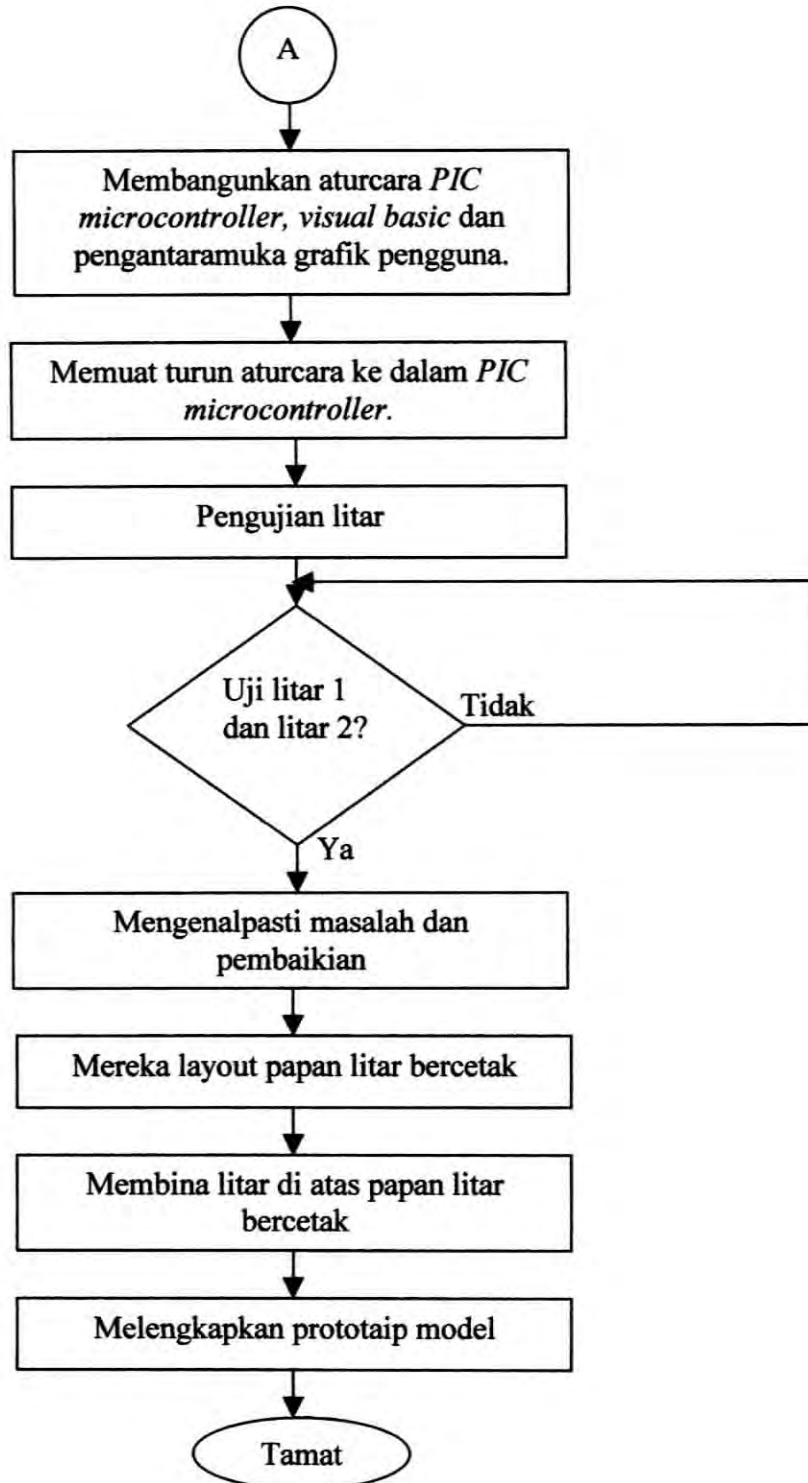 A
Membangunkan aturcara PIC
microcontroller, visual basic dan
pengantaramuka grafik pengguna.
Memuat turun aturcara ke dalam PIC
microcontroller.
Pengujian litar
Uji litar 1
dan litar 2?
Tidak
Ya
Mengenalpasti masalah dan
pembaikian
Mereka layout papan litar bercetak
Membina litar di atas papan litar
bercetak
Melengkapkan prototaip model
Tamat